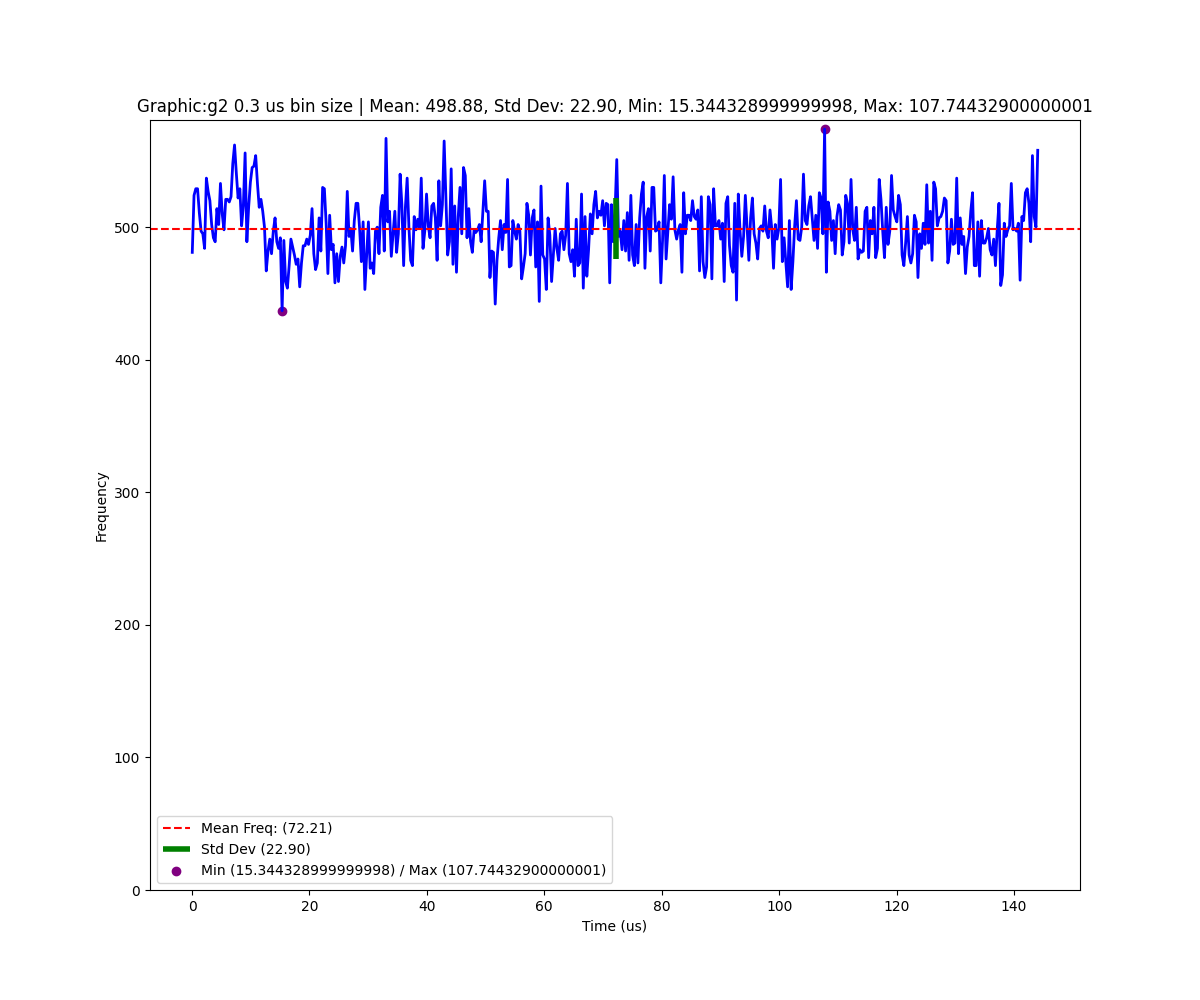 Graphic:g2 0.3 us bin size | Mean: 498.88, Std Dev: 22.90, Min: 15.344328999999998, Max: 107.74432900000001
500
400
300
200
100
0
Frequency
Mean Freq: (72.21)
Std Dev (22.90)
Min (15.344328999999998) / Max (107.74432900000001)
0 20 40 60 80 100 120 140
Time (us)